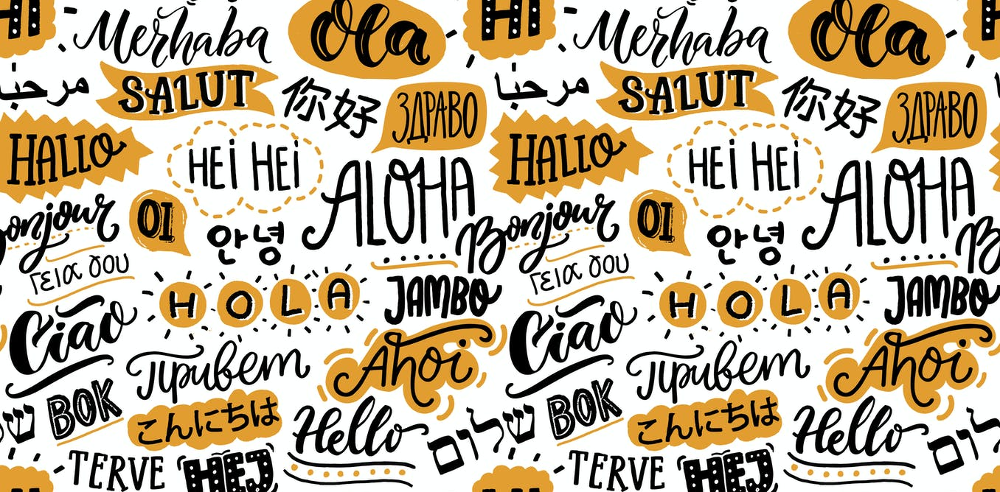 HI
Merhaba
Ola
HI
Merhaba
Ola
مرحبًا
SALUT
你好
ЗДРАВО
مرحبًا
SALUT
你好
ЗДРАВО
HALLO
HEi HEi
ALOHA
HALLO
HEi HEi
ALOHA
Bonjour
OI
안녕
Bonjour
OI
안녕
B
Γεια σου
HOLA
JAMBO
Γεια σου
HOLA
JAMBO
Ciao
Привет
Ahoi
Ciao
Привет
Ahoi
BOK
こんにちは
Hello
שלום
BOK
こんにちは
Hello
לום
TERVE
HEJ
TERVE
HEJ